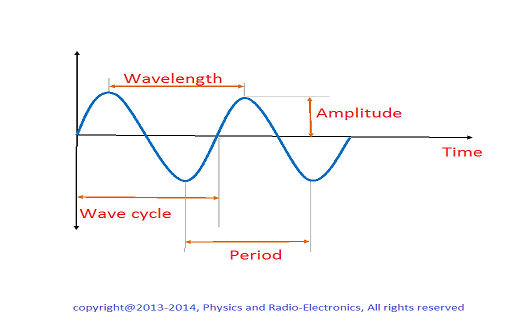 Wavelength
Amplitude
Time
Wave cycle
Period
copyright@2013-2014, Physics and Radio-Electronics, All rights reserved